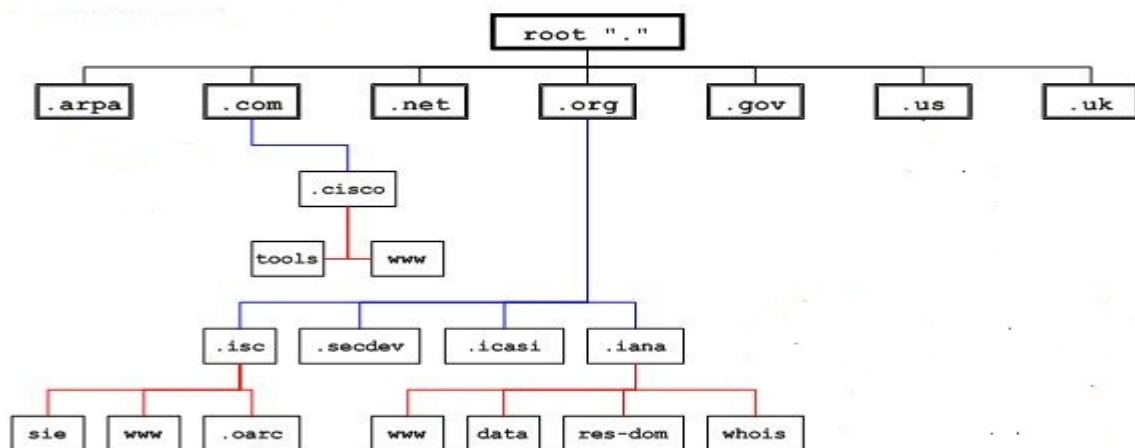 root "."
.arpa
.com
.net
.org
.gov
.us
.uk
.cisco
tools
www
.isc
.secdev
.icasi
.iana
sie
www
.oarc
www
data
res-dom
whois